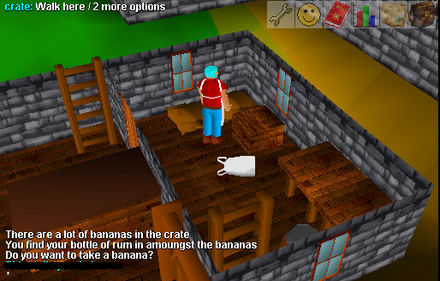 crate: Walk here / 2 more options
There are a lot of bananas in the crate
You find your bottle of rum in amoungst the bananas
Do you want to take a banana?
*